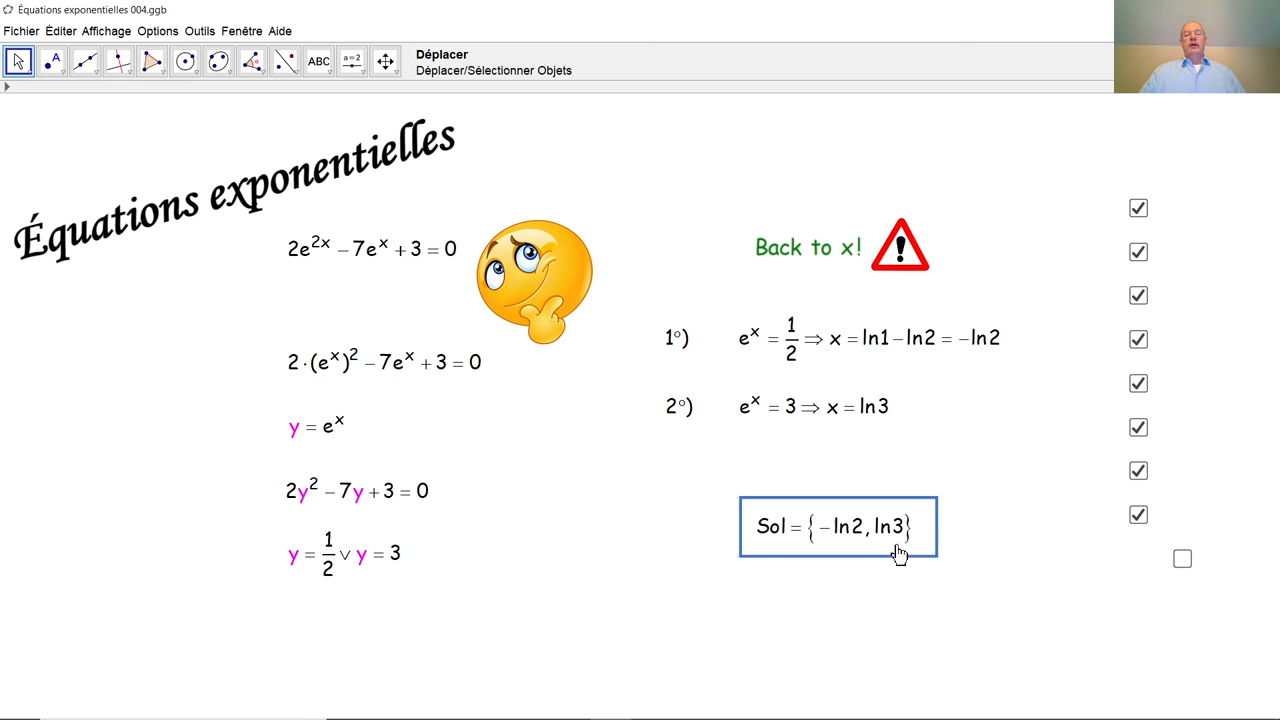 Équations exponentielles 004.ggb
Fichier Éditer Affichage Options Outils Fenêtre Aide
A ABC a=2 Déplacer
Déplacer/Sélectionner Objets
Équations exponentielles
2e^{2x} − 7e^x + 3 = 0
2·(e^x)^2 − 7e^x + 3 = 0
y = e^x
2y^2 − 7y + 3 = 0
y = 1/2 ∨ y = 3
Back to x! !
1°) e^x = 1/2 ⇒ x = ln1 − ln2 = −ln2
2°) e^x = 3 ⇒ x = ln3
Sol = {−ln2, ln3}